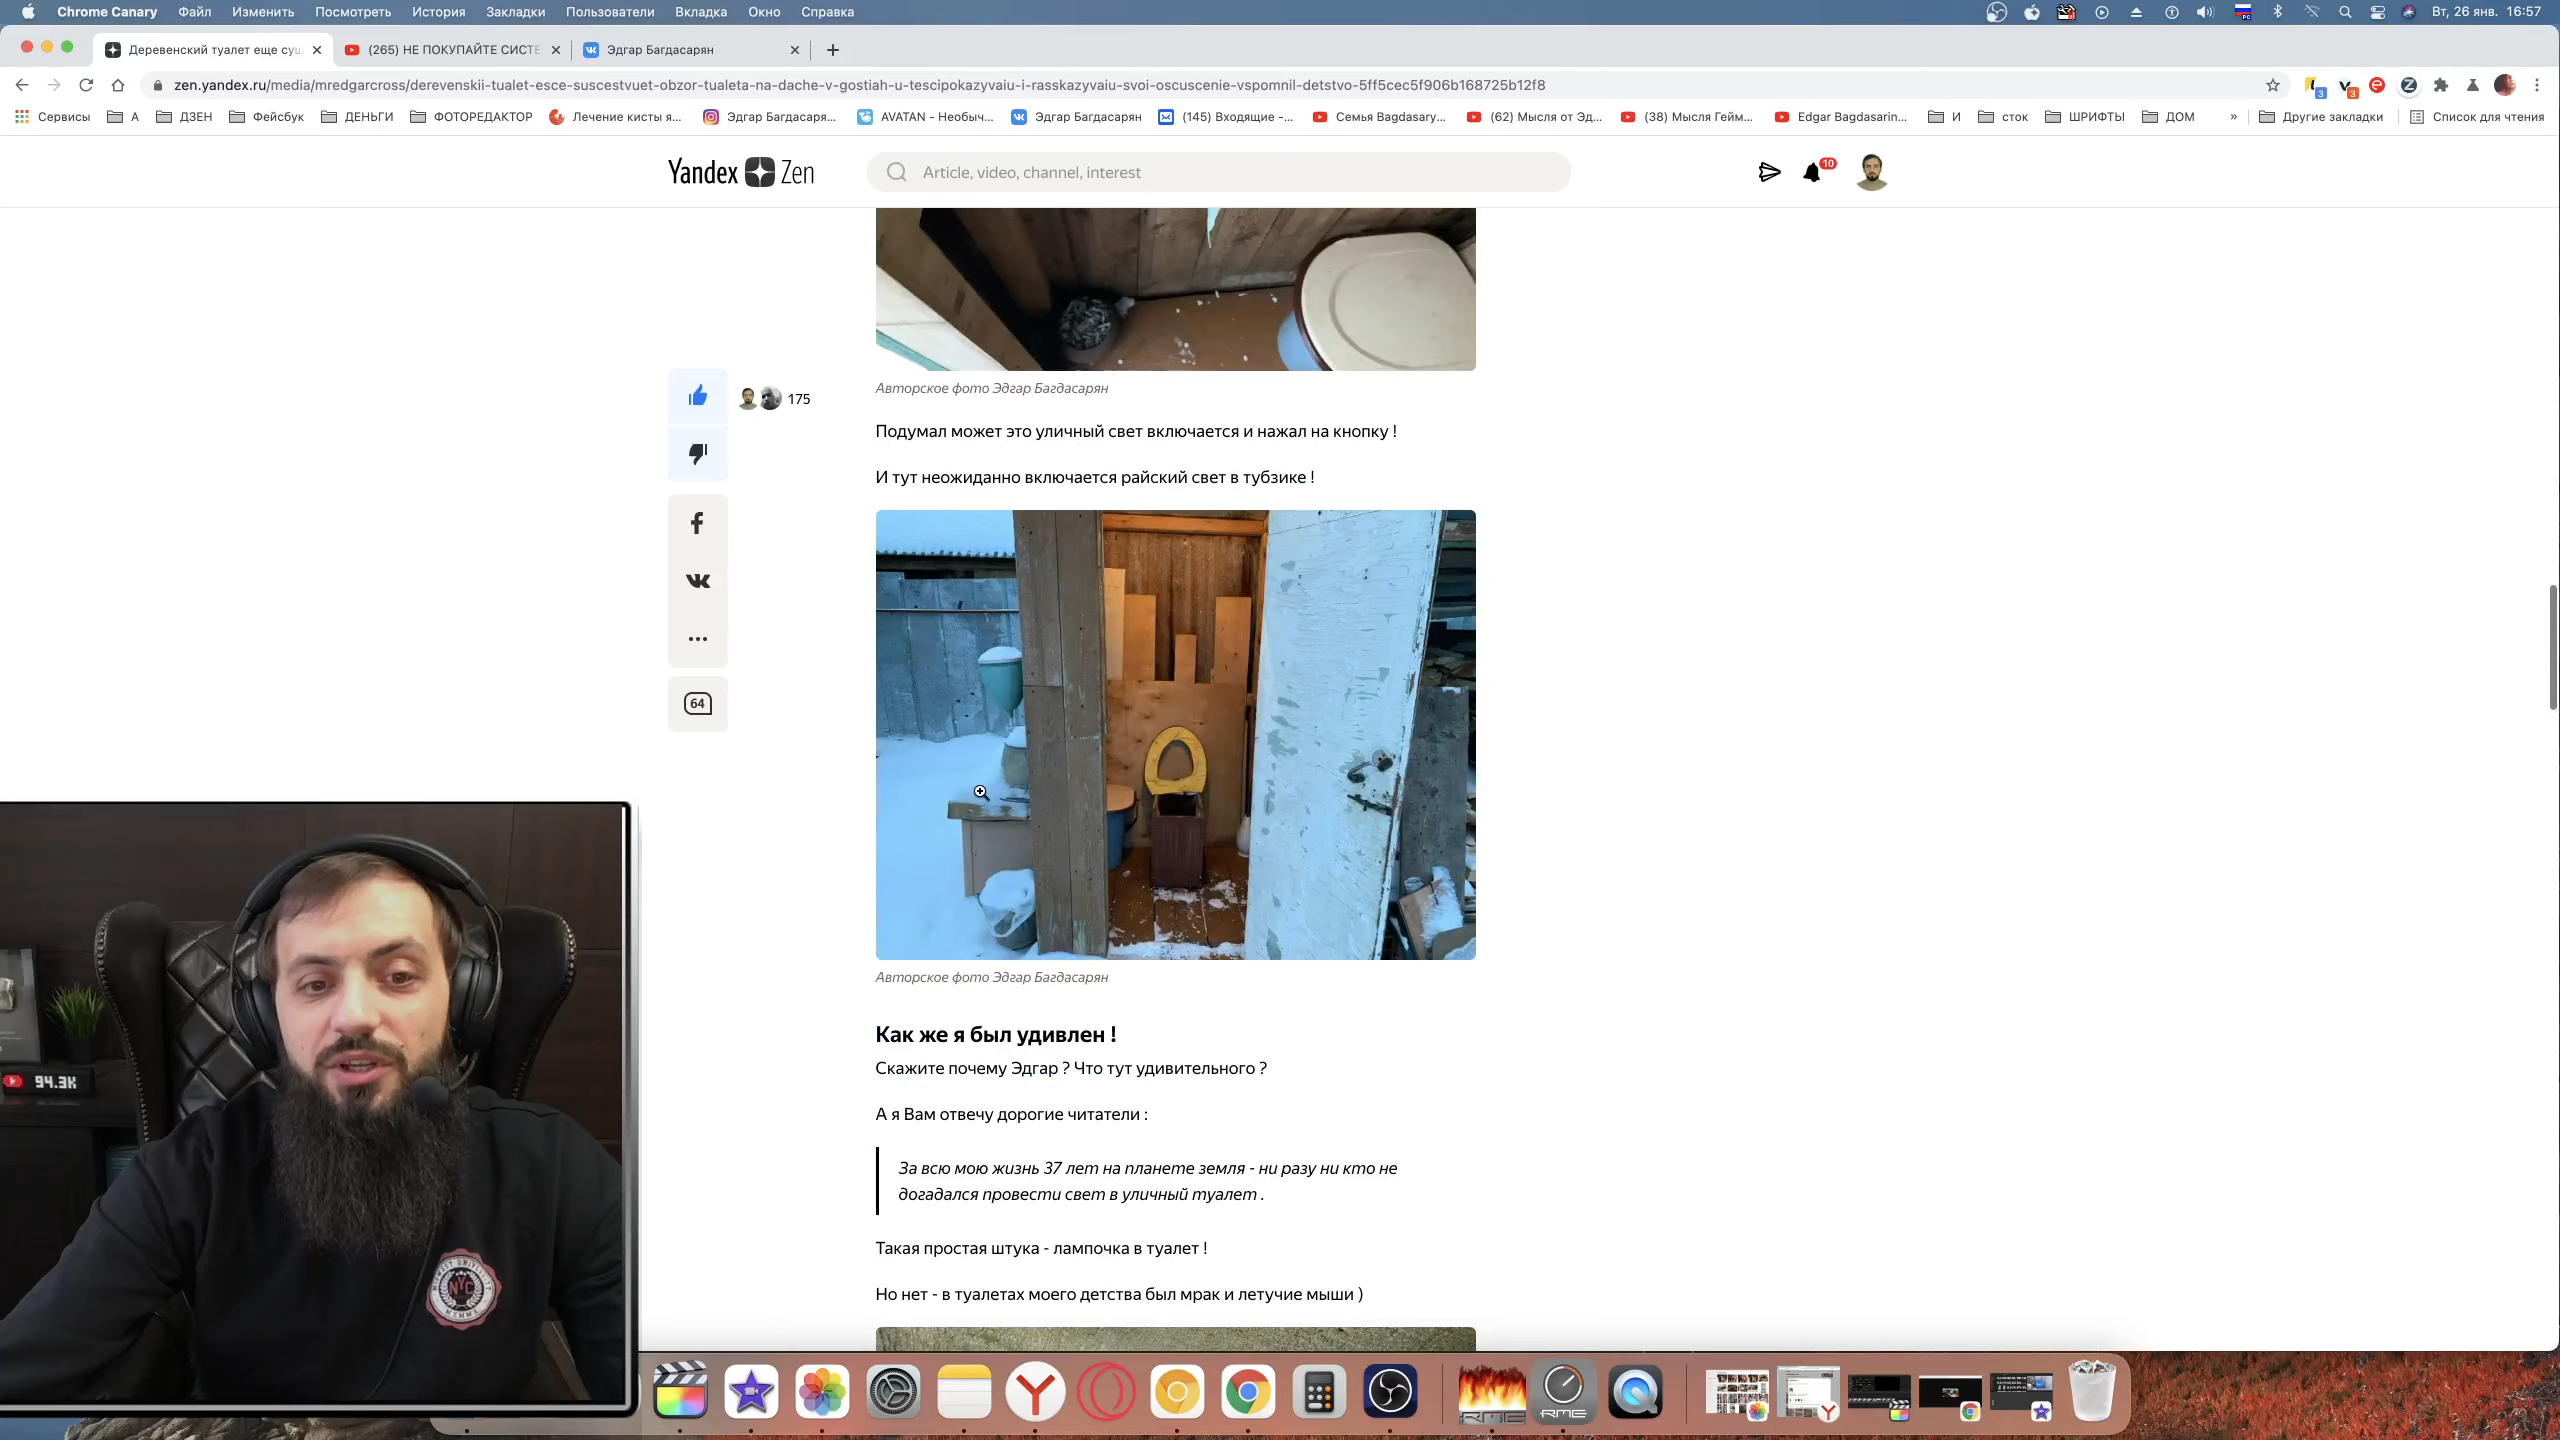 Chrome Canary Файл Изменить Посмотреть История Закладки Пользователи Вкладка Окно Справка Вт, 26 янв. 16:57
Деревенский туалет еще сущ (265) НЕ ПОКУПАЙТЕ СИСТЕ Эдгар Багдасарян
zen.yandex.ru/media/mredgarcross/derevenskii-tualet-esce-suscestvuet-obzor-tualeta-na-dache-v-gostiah-u-tescipokazyvaiu-i-rasskazyvaiu-svoi-oscuscenie-vspomnil-detstvo-5ff5cec5f906b168725b12f8
Сервисы А ДЗЕН Фейсбук ДЕНЬГИ ФОТОРЕДАКТОР Лечение кисты я... Эдгар Багдасаря... AVATAN - Необыч... Эдгар Багдасарян (145) Входящие -... Семья Bagdasary... (62) Мысля от Эд... (38) Мысля Гейм... Edgar Bagdasarin... И сток ШРИФТЫ ДОМ » Другие закладки Список для чтения
Yandex Zen Article, video, channel, interest 10
Авторское фото Эдгар Багдасарян
175
Подумал может это уличный свет включается и нажал на кнопку !
И тут неожиданно включается райский свет в тубзике !
64
Авторское фото Эдгар Багдасарян
Как же я был удивлен !
Скажите почему Эдгар ? Что тут удивительного ?
А я Вам отвечу дорогие читатели :
За всю мою жизнь 37 лет на планете земля - ни разу ни кто не
догадался провести свет в уличный туалет .
Такая простая штука - лампочка в туалет !
Но нет - в туалетах моего детства был мрак и летучие мыши )
94.3K
NYC
RME RME